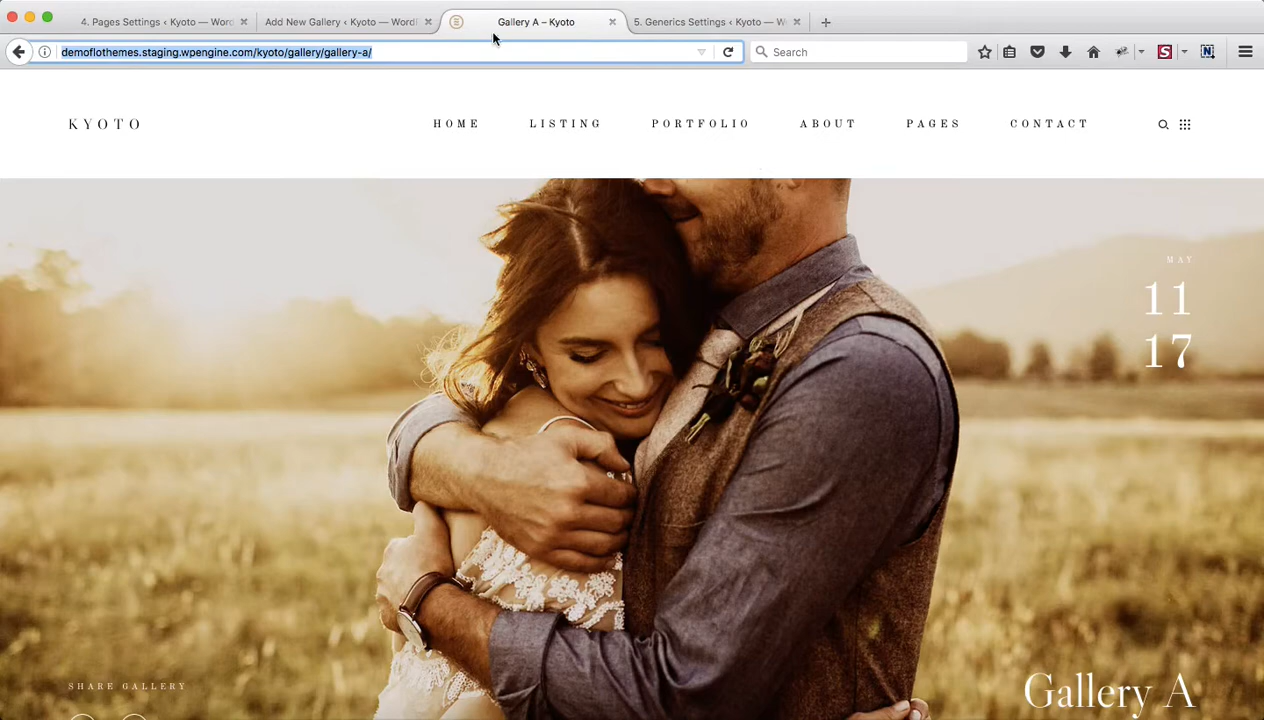 4. Pages Settings ‹ Kyoto — Word
Add New Gallery ‹ Kyoto — WordP
Gallery A – Kyoto
5. Generics Settings ‹ Kyoto — W
demoflothemes.staging.wpengine.com/kyoto/gallery/gallery-a/
Search
KYOTO
HOME
LISTING
PORTFOLIO
ABOUT
PAGES
CONTACT
MAY
11
17
SHARE GALLERY
Gallery A